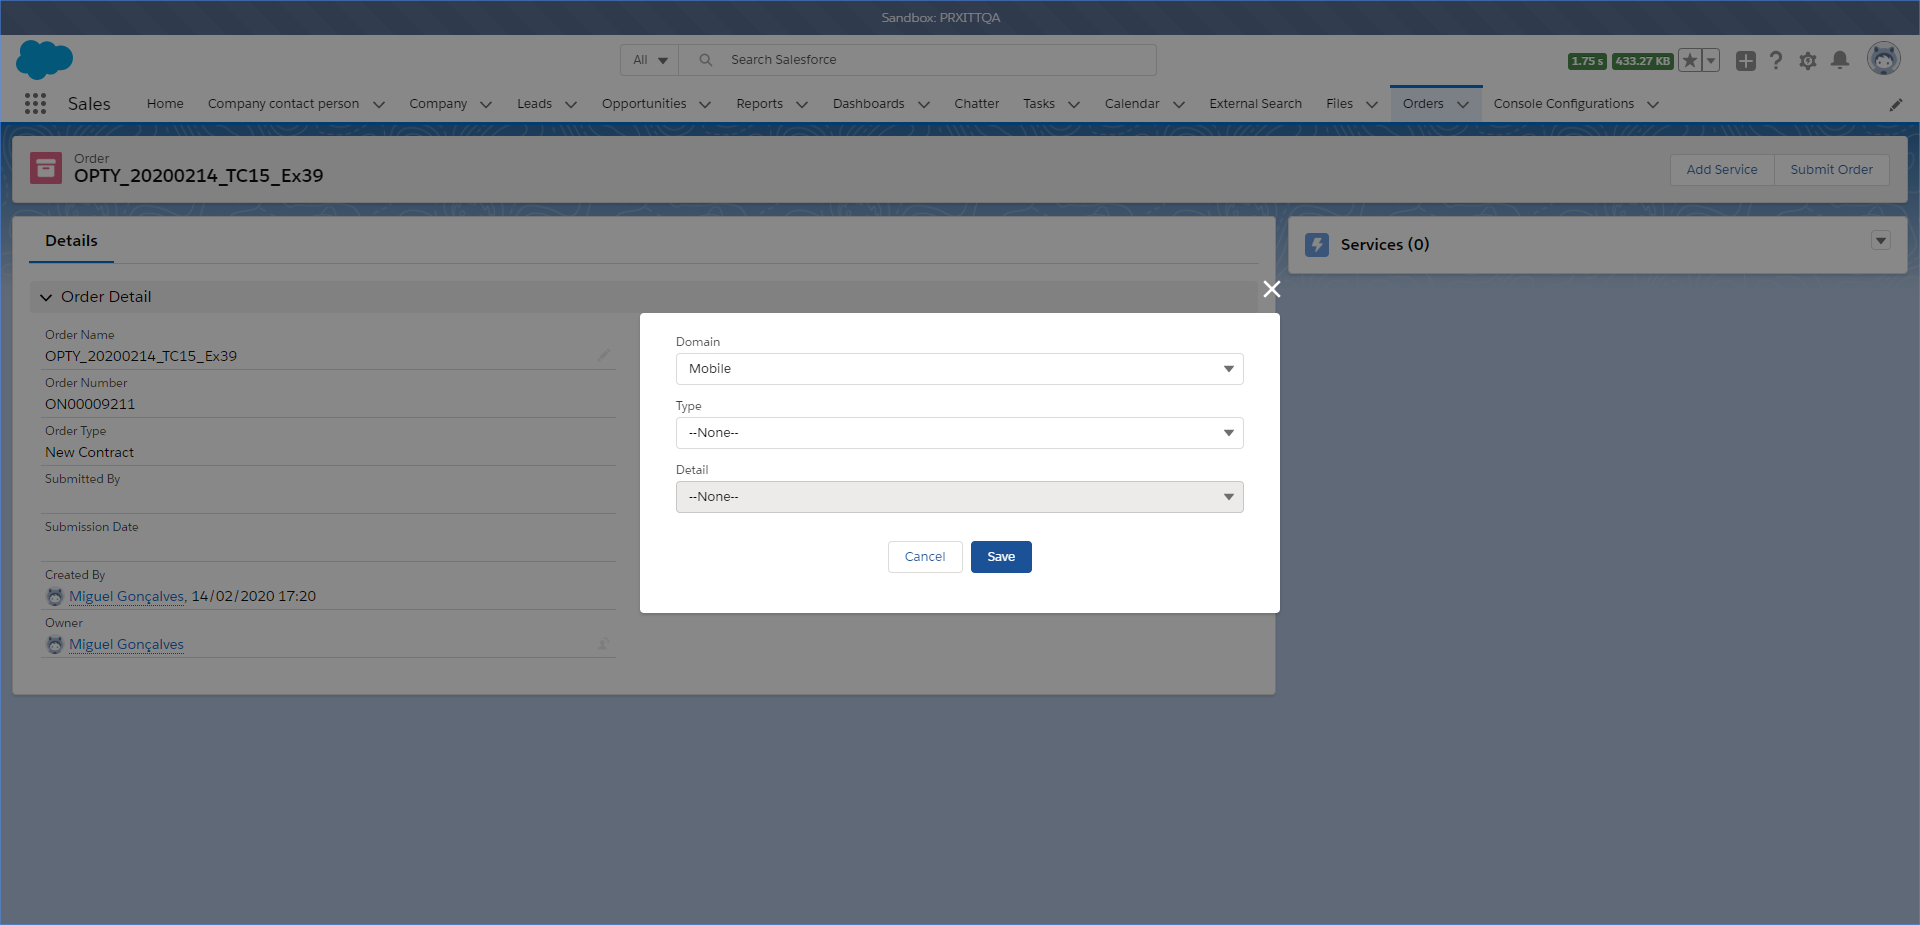 Sandbox: PRXITTQA
All
Search Salesforce
1.75 s
433.27 KB
Sales
Home
Company contact person
Company
Leads
Opportunities
Reports
Dashboards
Chatter
Tasks
Calendar
External Search
Files
Orders
Console Configurations
Order
OPTY_20200214_TC15_Ex39
Add Service
Submit Order
Details
Services (0)
Order Detail
Order Name
OPTY_20200214_TC15_Ex39
Order Number
ON00009211
Order Type
New Contract
Submitted By
Submission Date
Created By
Miguel Gonçalves, 14/02/2020 17:20
Owner
Miguel Gonçalves
Domain
Mobile
Type
--None--
Detail
--None--
Cancel
Save